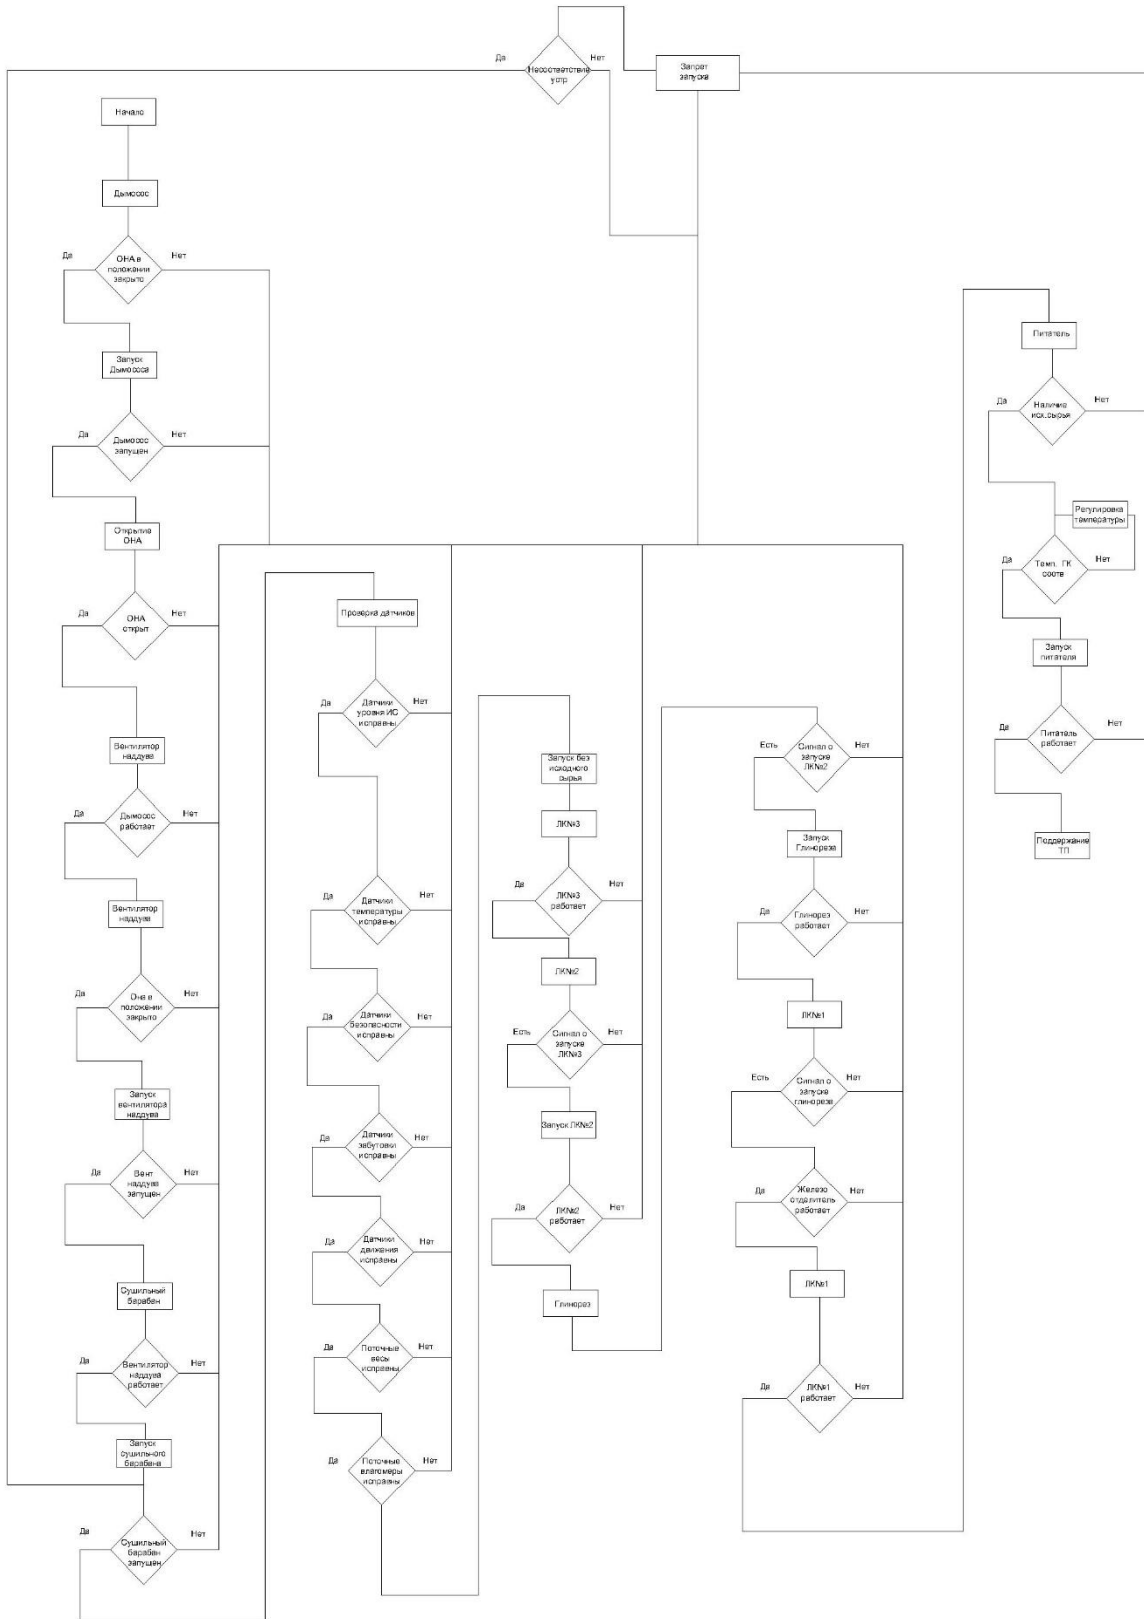 Да
Нет
Несоответствие
устр
Запрет
запуска
Начало
Дымосос
Да
Нет
ОНА в
положении
закрыто
Запуск
Дымососа
Да
Нет
Дымосос
запущен
Открытие
ОНА
Да
Нет
ОНА
открыт
Вентилятор
наддува
Да
Нет
Дымосос
работает
Вентилятор
наддува
Да
Нет
Она в
положении
закрыто
Запуск
вентилятора
наддува
Да
Нет
Вент
наддува
запущен
Сушильный
барабан
Да
Нет
Вентилятор
наддува
работает
Запуск
сушильного
барабана
Да
Нет
Сушильный
барабан
запущен
Проверка датчиков
Да
Нет
Датчики
уровня ИС
исправны
Да
Нет
Датчики
температуры
исправны
Да
Нет
Датчики
безопасности
исправны
Да
Нет
Датчики
забутовки
исправны
Да
Нет
Датчики
движения
исправны
Да
Нет
Поточные
весы
исправны
Да
Нет
Поточные
влагомеры
исправны
Запуск без
исходного
сырья
ЛК№3
Да
Нет
ЛК№3
работает
ЛК№2
Есть
Нет
Сигнал о
запуске
ЛК№3
Запуск ЛК№2
Да
Нет
ЛК№2
работает
Глинорез
Есть
Нет
Сигнал о
запуске
ЛК№2
Запуск
Глинореза
Да
Нет
Глинорез
работает
ЛК№1
Есть
Нет
Сигнал о
запуске
глинореза
Да
Нет
Железо
отделитель
работает
ЛК№1
Да
Нет
ЛК№1
работает
Питатель
Да
Нет
Наличие
исх.сырья
Регулировка
температуры
Да
Нет
Темп. ГК
соотв
Запуск
питателя
Да
Нет
Питатель
работает
Поддержание
ТП